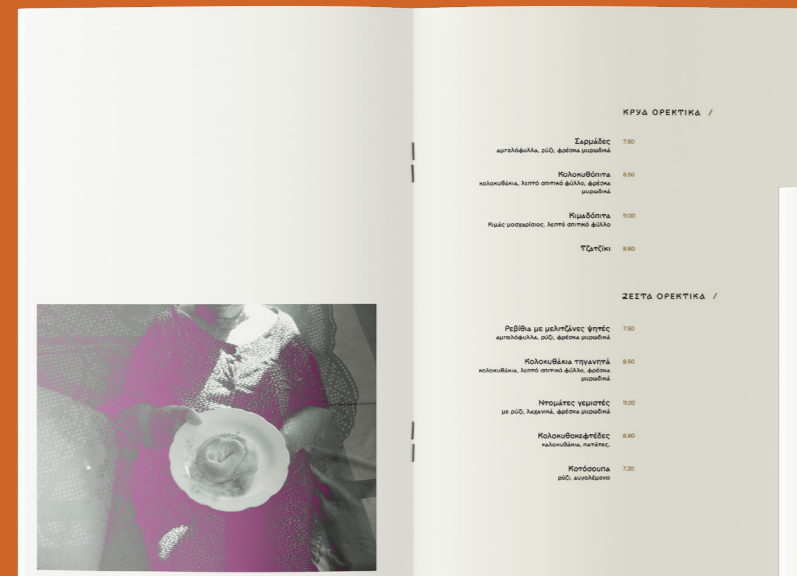 ΚΡΥΑ ΟΡΕΚΤΙΚΑ /
Σαρμάδες 7.50
αμπελόφυλλα, ρύζι, φρέσκα μυρωδικά
Κολοκυθόπιτα 8.50
κολοκυθάκια, λεπτό σπιτικό φύλλο, φρέσκα
μυρωδικά
Κιμαδόπιτα 11.00
Κιμάς μοσχαρίσιος, λεπτό σπιτικό φύλλο
Τζατζίκι 8.80
ΖΕΣΤΑ ΟΡΕΚΤΙΚΑ /
Ρεβίθια με μελιτζάνες ψητές 7.50
αμπελόφυλλα, ρύζι, φρέσκα μυρωδικά
Κολοκυθάκια τηγανητά 8.50
κολοκυθάκια, λεπτό σπιτικό φύλλο, φρέσκα
μυρωδικά
Ντομάτες γεμιστές 11.00
με ρύζι, λαχανικά, φρέσκα μυρωδικά
Κολοκυθοκεφτέδες 8.80
κολοκυθάκια, πατάτες,
Κοτόσουπα 7.20
ρύζι, αυγολέμονο